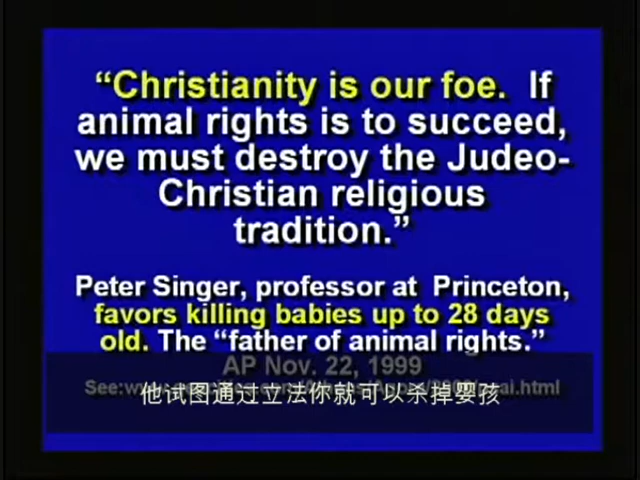 “Christianity is our foe. If
animal rights is to succeed,
we must destroy the Judeo-
Christian religious
tradition.”
Peter Singer, professor at Princeton,
favors killing babies up to 28 days
old. The “father of animal rights.”
AP Nov. 22, 1999
See:
他试图通过立法你就可以杀掉婴孩